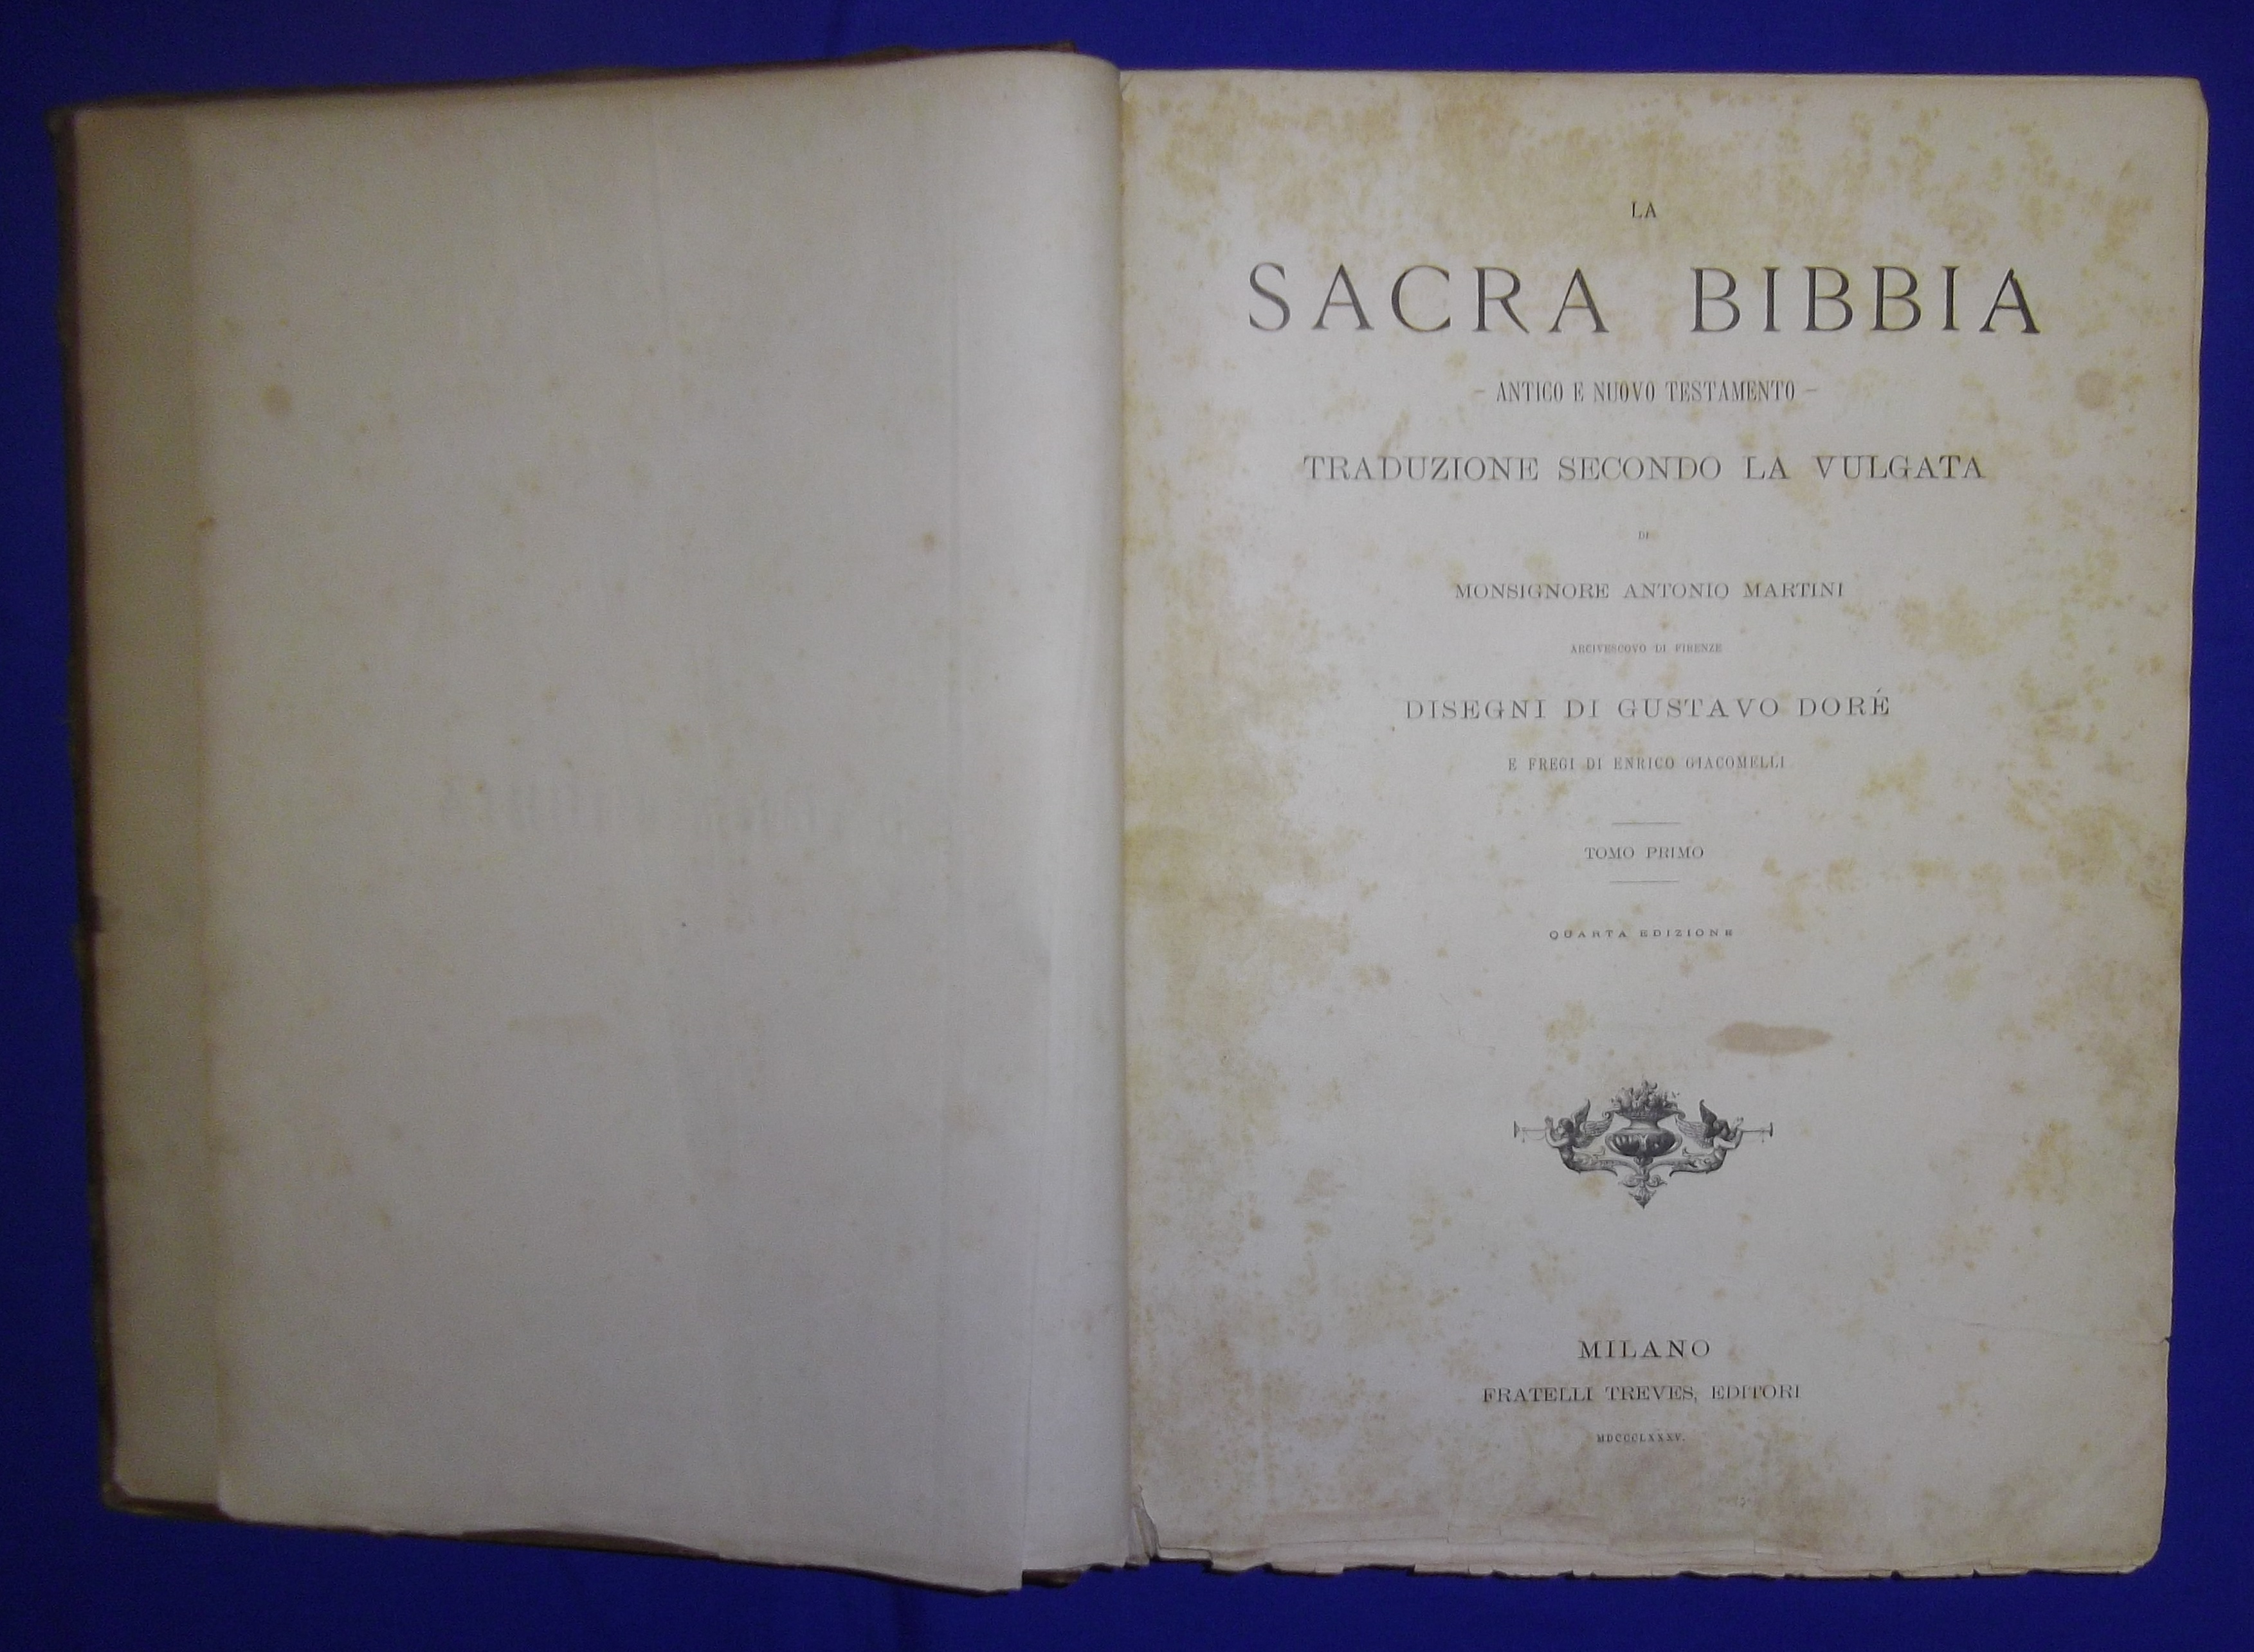 LA
SACRA BIBBIA
- ANTICO E NUOVO TESTAMENTO -
TRADUZIONE SECONDO LA VULGATA
DI
MONSIGNORE ANTONIO MARTINI
ARCIVESCOVO DI FIRENZE
DISEGNI DI GUSTAVO DORÉ
E FREGI DI ENRICO GIACOMELLI
TOMO PRIMO
QUARTA EDIZIONE
MILANO
FRATELLI TREVES, EDITORI
MDCCCLXXXV.